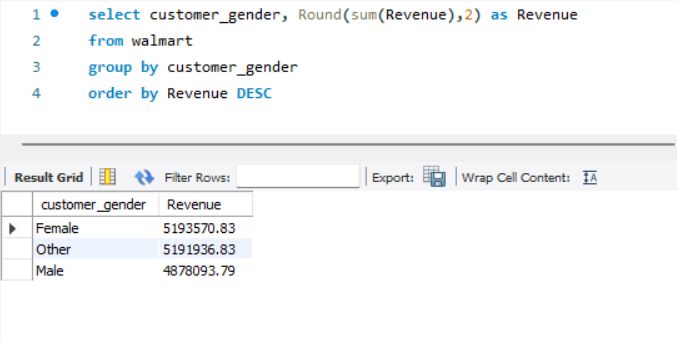 1 select customer_gender, Round(sum(Revenue),2) as Revenue
2 from walmart
3 group by customer_gender
4 order by Revenue DESC
Result Grid Filter Rows: Export: Wrap Cell Content: IA
customer_gender Revenue
Female 5193570.83
Other 5191936.83
Male 4878093.79